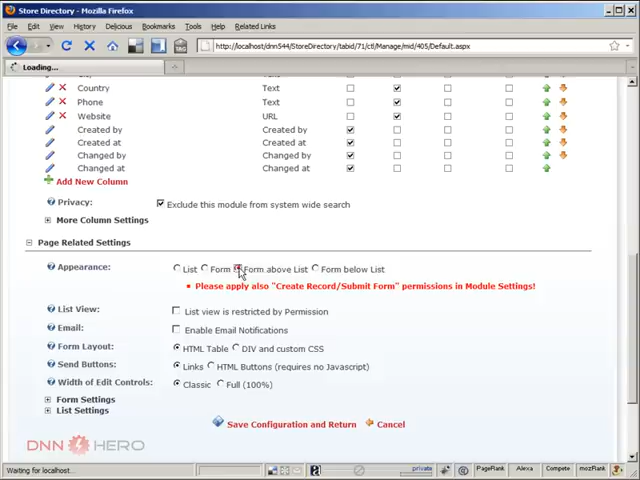 Store Directory - Mozilla Firefox
File Edit View History Delicious Bookmarks Tools Help Related Links
http://localhost/dnn544/StoreDirectory/tabid/71/ctl/Manage/mid/405/Default.aspx
Loading...
Country Text
Phone Text
Website URL
Created by Created by
Created at Created at
Changed by Changed by
Changed at Changed at
Add New Column
Privacy: Exclude this module from system wide search
More Column Settings
Page Related Settings
Appearance: List Form Form above List Form below List
Please apply also "Create Record/Submit Form" permissions in Module Settings!
List View: List view is restricted by Permission
Email: Enable Email Notifications
Form Layout: HTML Table DIV and custom CSS
Send Buttons: Links HTML Buttons (requires no Javascript)
Width of Edit Controls: Classic Full (100%)
Form Settings
List Settings
Save Configuration and Return Cancel
DNN HERO
Waiting for localhost... private PageRank Alexa Compete mozRank